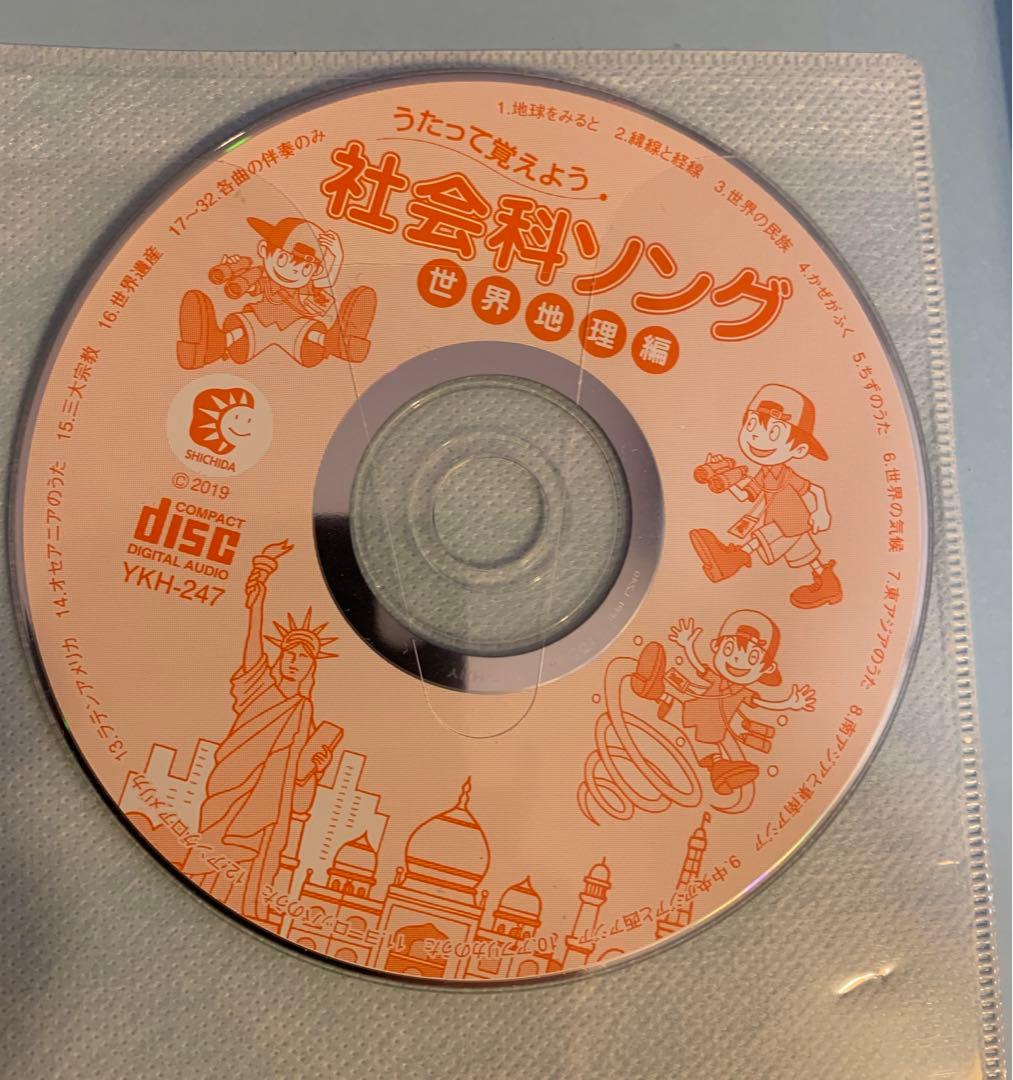 うたって覚えよう
社会科ソング
世界地理編
1.地球をみると
2.緯線と経線
3.世界の民族
4.かぜがふく
5.ちずのうた
6.世界の気候
7.東アジアのうた
8.南アジアと東南アジア
9.中央アジアと西アジア
10.アフリカのうた
11.ヨーロッパのうた
12.アングロアメリカ
13.ラテンアメリカ
14.オセアニアのうた
15.三大宗教
16.世界遺産
17〜32.各曲の伴奏のみ
SHICHIDA
Ⓒ2019
COMPACT
disc
DIGITAL AUDIO
YKH-247